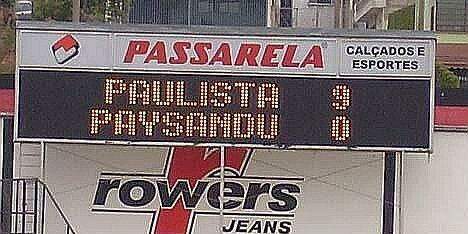 PASSARELA
CALÇADOS E
ESPORTES
PAULISTA 9
PAYSANDU 0
rowers
JEANS